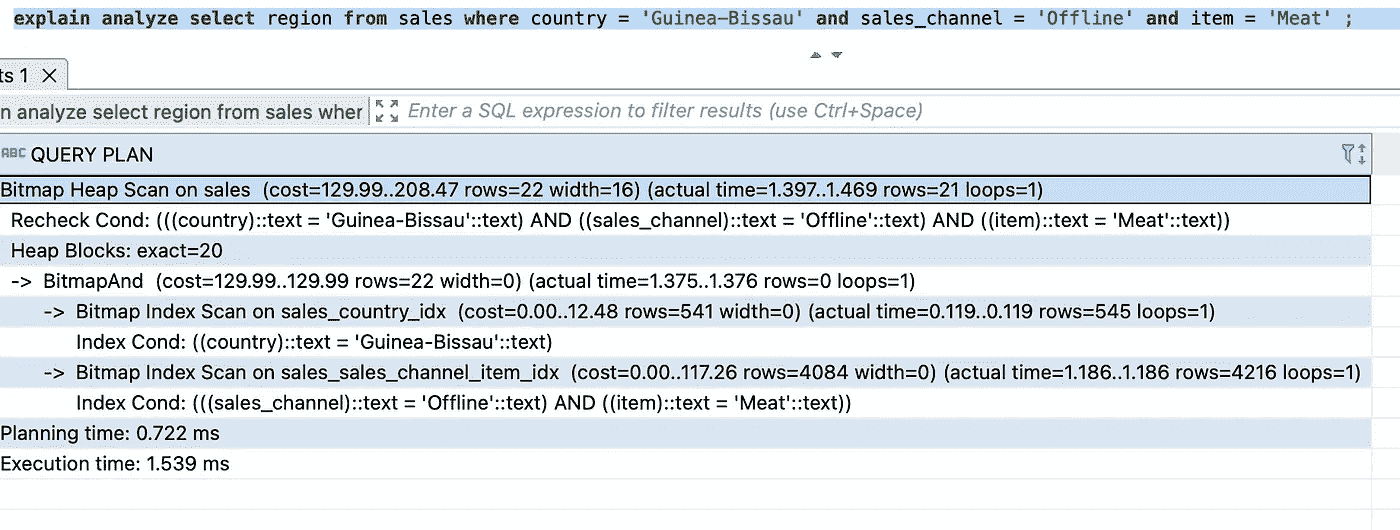 explain analyze select region from sales where country = 'Guinea-Bissau' and sales_channel = 'Offline' and item = 'Meat' ;
ts 1
n analyze select region from sales wher Enter a SQL expression to filter results (use Ctrl+Space)
ABC QUERY PLAN
Bitmap Heap Scan on sales (cost=129.99..208.47 rows=22 width=16) (actual time=1.397..1.469 rows=21 loops=1)
Recheck Cond: (((country)::text = 'Guinea-Bissau'::text) AND ((sales_channel)::text = 'Offline'::text) AND ((item)::text = 'Meat'::text))
Heap Blocks: exact=20
-> BitmapAnd (cost=129.99..129.99 rows=22 width=0) (actual time=1.375..1.376 rows=0 loops=1)
-> Bitmap Index Scan on sales_country_idx (cost=0.00..12.48 rows=541 width=0) (actual time=0.119..0.119 rows=545 loops=1)
Index Cond: ((country)::text = 'Guinea-Bissau'::text)
-> Bitmap Index Scan on sales_sales_channel_item_idx (cost=0.00..117.26 rows=4084 width=0) (actual time=1.186..1.186 rows=4216 loops=1)
Index Cond: (((sales_channel)::text = 'Offline'::text) AND ((item)::text = 'Meat'::text))
Planning time: 0.722 ms
Execution time: 1.539 ms